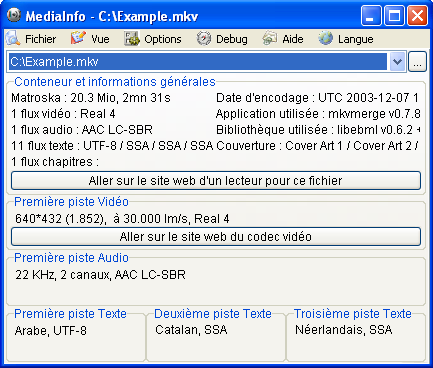 MediaInfo - C:\Example.mkv
Fichier Vue Options Debug Aide Langue
C:\Example.mkv ...
Conteneur et informations générales
Matroska : 20.3 Mio, 2mn 31s Date d'encodage : UTC 2003-12-07 1
1 flux vidéo : Real 4 Application utilisée : mkvmerge v0.7.8
1 flux audio : AAC LC-SBR Bibliothèque utilisée : libebml v0.6.2 +
11 flux texte : UTF-8 / SSA / SSA / SSA Couverture : Cover Art 1 / Cover Art 2 /
1 flux chapitres :
Aller sur le site web d'un lecteur pour ce fichier
Première piste Vidéo
640*432 (1.852), à 30.000 Im/s, Real 4
Aller sur le site web du codec vidéo
Première piste Audio
22 KHz, 2 canaux, AAC LC-SBR
Première piste Texte Deuxième piste Texte Troisième piste Texte
Arabe, UTF-8 Catalan, SSA Néerlandais, SSA